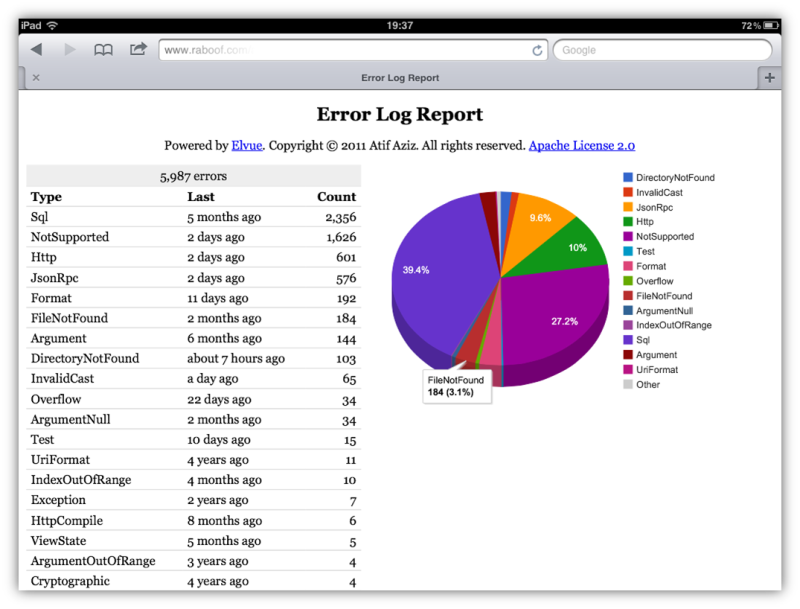 iPad 19:37 72%
www.raboof.com Google
Error Log Report
Error Log Report
Powered by Elvue. Copyright © 2011 Atif Aziz. All rights reserved. Apache License 2.0
5,987 errors
Type Last Count
Sql 5 months ago 2,356
NotSupported 2 days ago 1,626
Http 2 days ago 601
JsonRpc 2 days ago 576
Format 11 days ago 192
FileNotFound 2 months ago 184
Argument 6 months ago 144
DirectoryNotFound about 7 hours ago 103
InvalidCast a day ago 65
Overflow 22 days ago 34
ArgumentNull 2 months ago 34
Test 10 days ago 15
UriFormat 4 years ago 11
IndexOutOfRange 4 months ago 10
Exception 2 years ago 7
HttpCompile 8 months ago 6
ViewState 5 months ago 5
ArgumentOutOfRange 3 years ago 4
Cryptographic 4 years ago 4
9.6%
10%
39.4%
27.2%
FileNotFound
184 (3.1%)
DirectoryNotFound
InvalidCast
JsonRpc
Http
NotSupported
Test
Format
Overflow
FileNotFound
ArgumentNull
IndexOutOfRange
Sql
Argument
UriFormat
Other